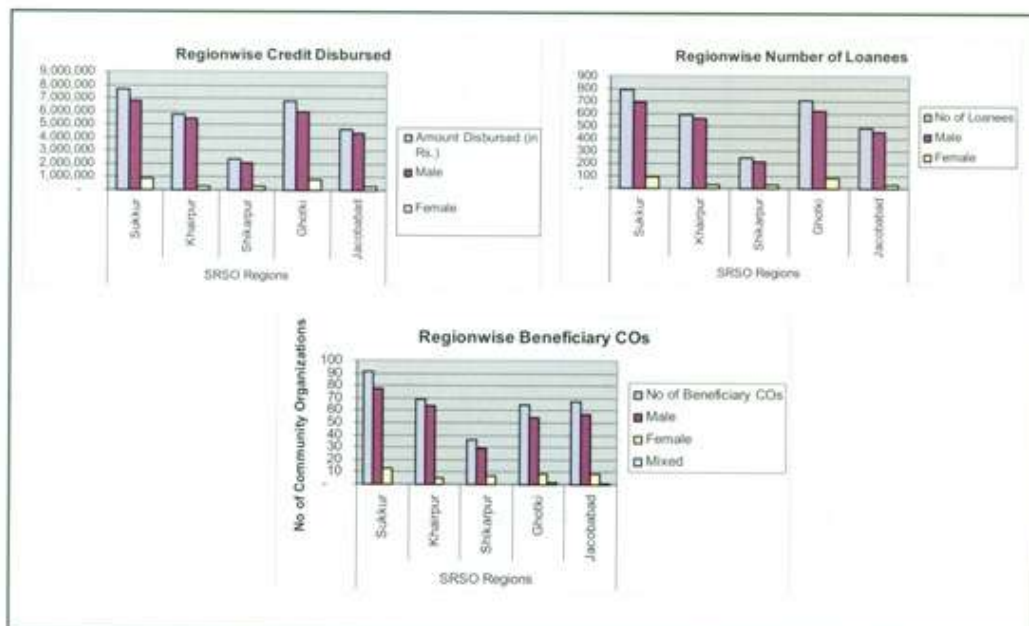 Regionwise Credit Disbursed
9,000,000
8,000,000
7,000,000
6,000,000
5,000,000
4,000,000
3,000,000
2,000,000
1,000,000
-
Sukkur
Khairpur
Shikarpur
Ghotki
Jacobabad
SRSO Regions
Amount Disbursed (in
Rs.)
Male
Female
Regionwise Number of Loanees
900
800
700
600
500
400
300
200
100
-
Sukkur
Khairpur
Shikarpur
Ghotki
Jacobabad
SRSO Regions
No of Loanees
Male
Female
Regionwise Beneficiary COs
No of Community Organizations
100
90
80
70
60
50
40
30
20
10
-
Sukkur
Khairpur
Shikarpur
Ghotki
Jacobabad
SRSO Regions
No of Beneficiary COs
Male
Female
Mixed